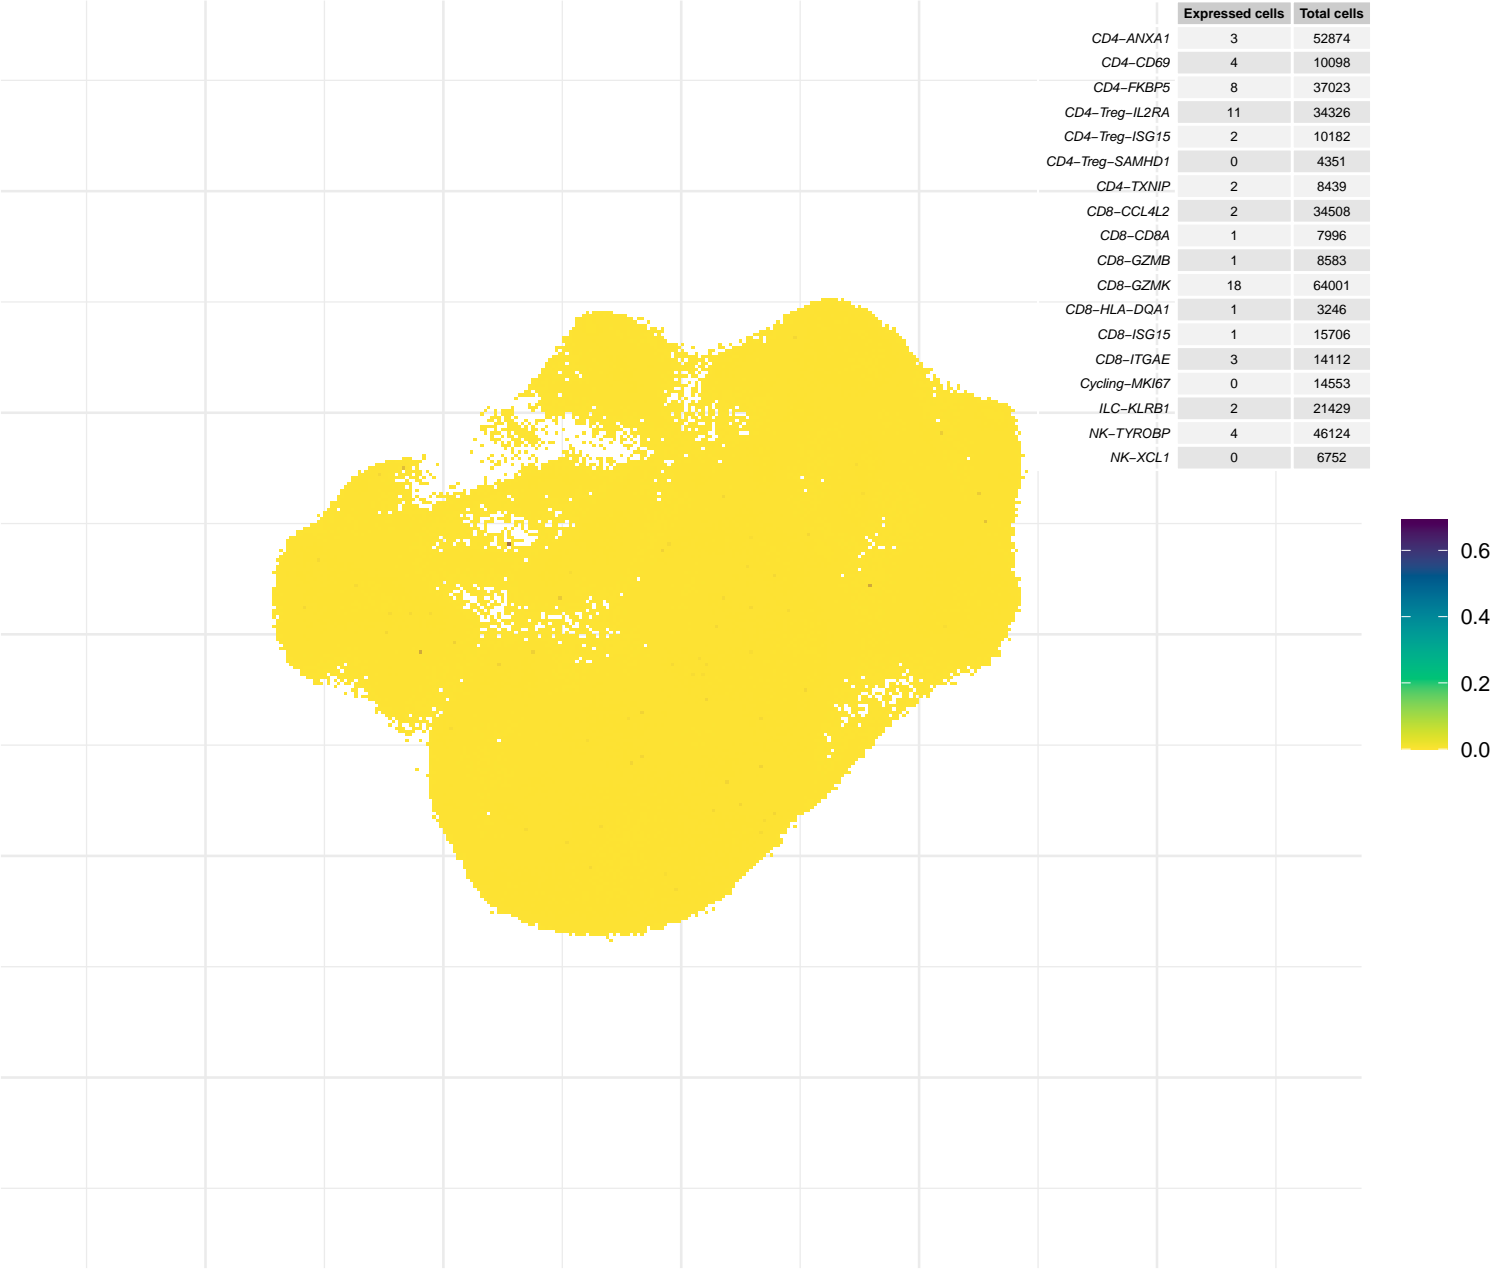 Expressed cells Total cells
CD4−ANXA1 3 52874
CD4−CD69 4 10098
CD4−FKBP5 8 37023
CD4−Treg−IL2RA 11 34326
CD4−Treg−ISG15 2 10182
CD4−Treg−SAMHD1 0 4351
CD4−TXNIP 2 8439
CD8−CCL4L2 2 34508
CD8−CD8A 1 7996
CD8−GZMB 1 8583
CD8−GZMK 18 64001
CD8−HLA−DQA1 1 3246
CD8−ISG15 1 15706
CD8−ITGAE 3 14112
Cycling−MKI67 0 14553
ILC−KLRB1 2 21429
NK−TYROBP 4 46124
NK−XCL1 0 6752
0.6
0.4
0.2
0.0